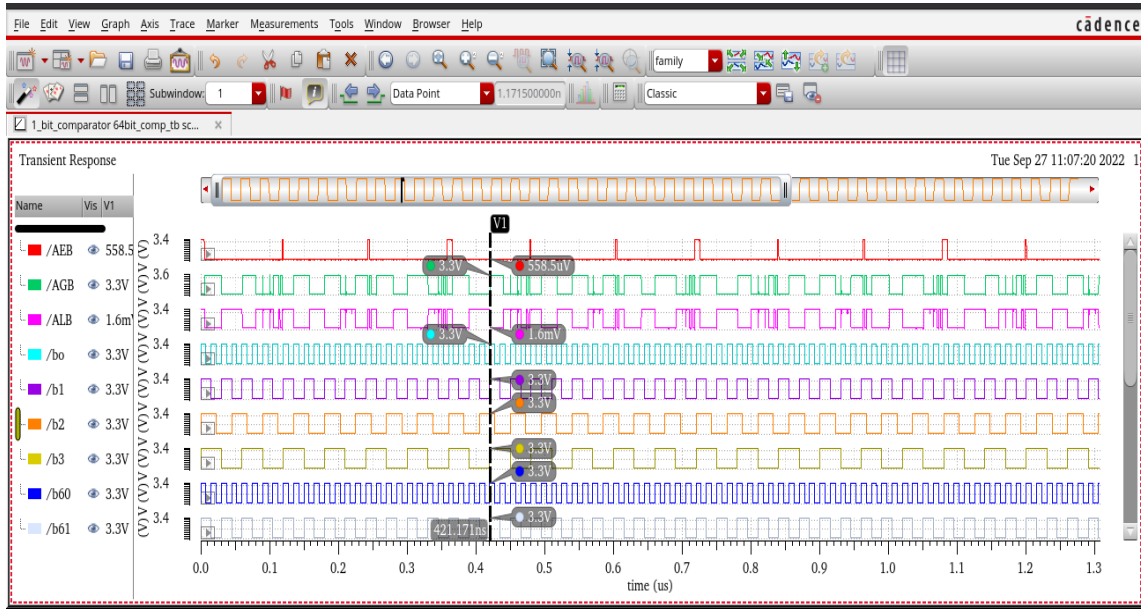 File Edit View Graph Axis Trace Marker Measurements Tools Window Browser Help
cādence
family
Subwindow: 1
Data Point
1.171500000n
Classic
1_bit_comparator 64bit_comp_tb sc...
Transient Response
Tue Sep 27 11:07:20 2022 1
Name Vis V1
V1
/AEB 558.5
V (V) 3.4
3.3V
558.5uV
/AGB 3.3V
V (V) 3.6
/ALB 1.6m
V (V) 3.4
3.3V
1.6mV
/bo 3.3V
V (V) 3.4
/b1 3.3V
V (V) 3.4
3.3V
/b2 3.3V
V (V) 3.4
3.3V
/b3 3.3V
V (V) 3.4
3.3V
/b60 3.3V
V (V) 3.4
3.3V
/b61 3.3V
V (V) 3.4
3.3V
421.171ns
0.0 0.1 0.2 0.3 0.4 0.5 0.6 0.7 0.8 0.9 1.0 1.1 1.2 1.3
time (us)